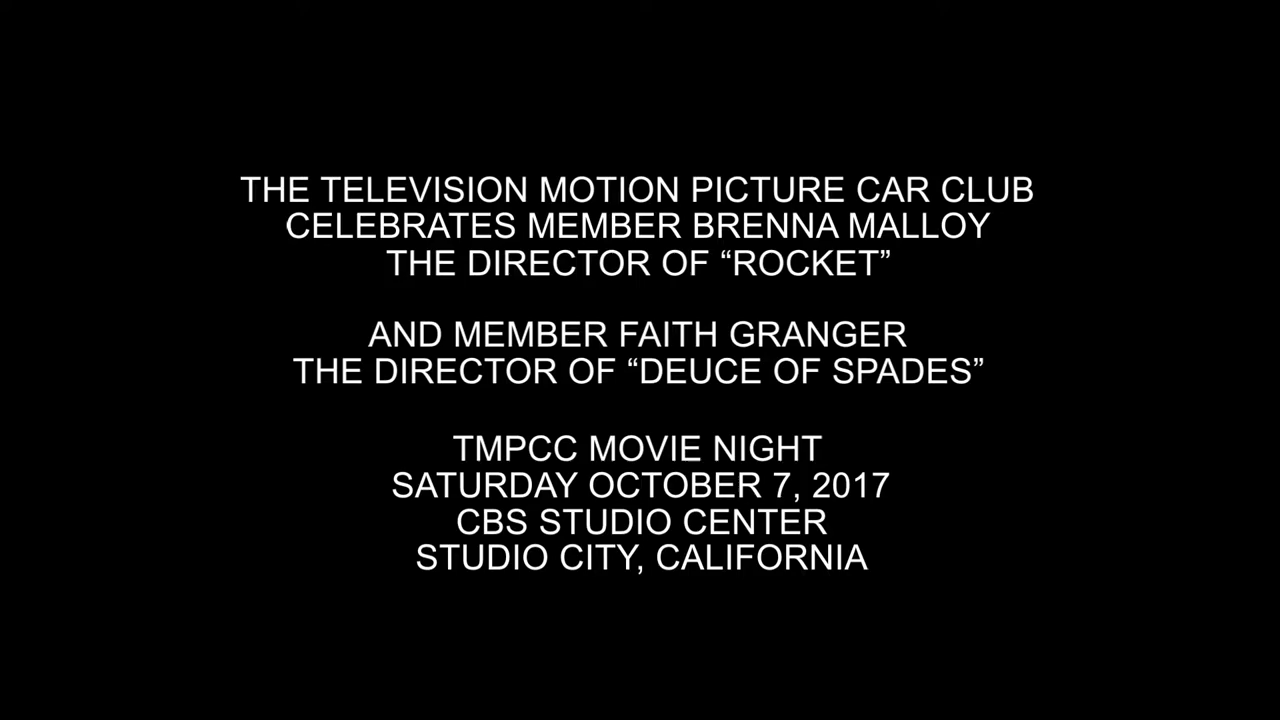 THE TELEVISION MOTION PICTURE CAR CLUB
CELEBRATES MEMBER BRENNA MALLOY
THE DIRECTOR OF “ROCKET”
AND MEMBER FAITH GRANGER
THE DIRECTOR OF “DEUCE OF SPADES”
TMPCC MOVIE NIGHT
SATURDAY OCTOBER 7, 2017
CBS STUDIO CENTER
STUDIO CITY, CALIFORNIA